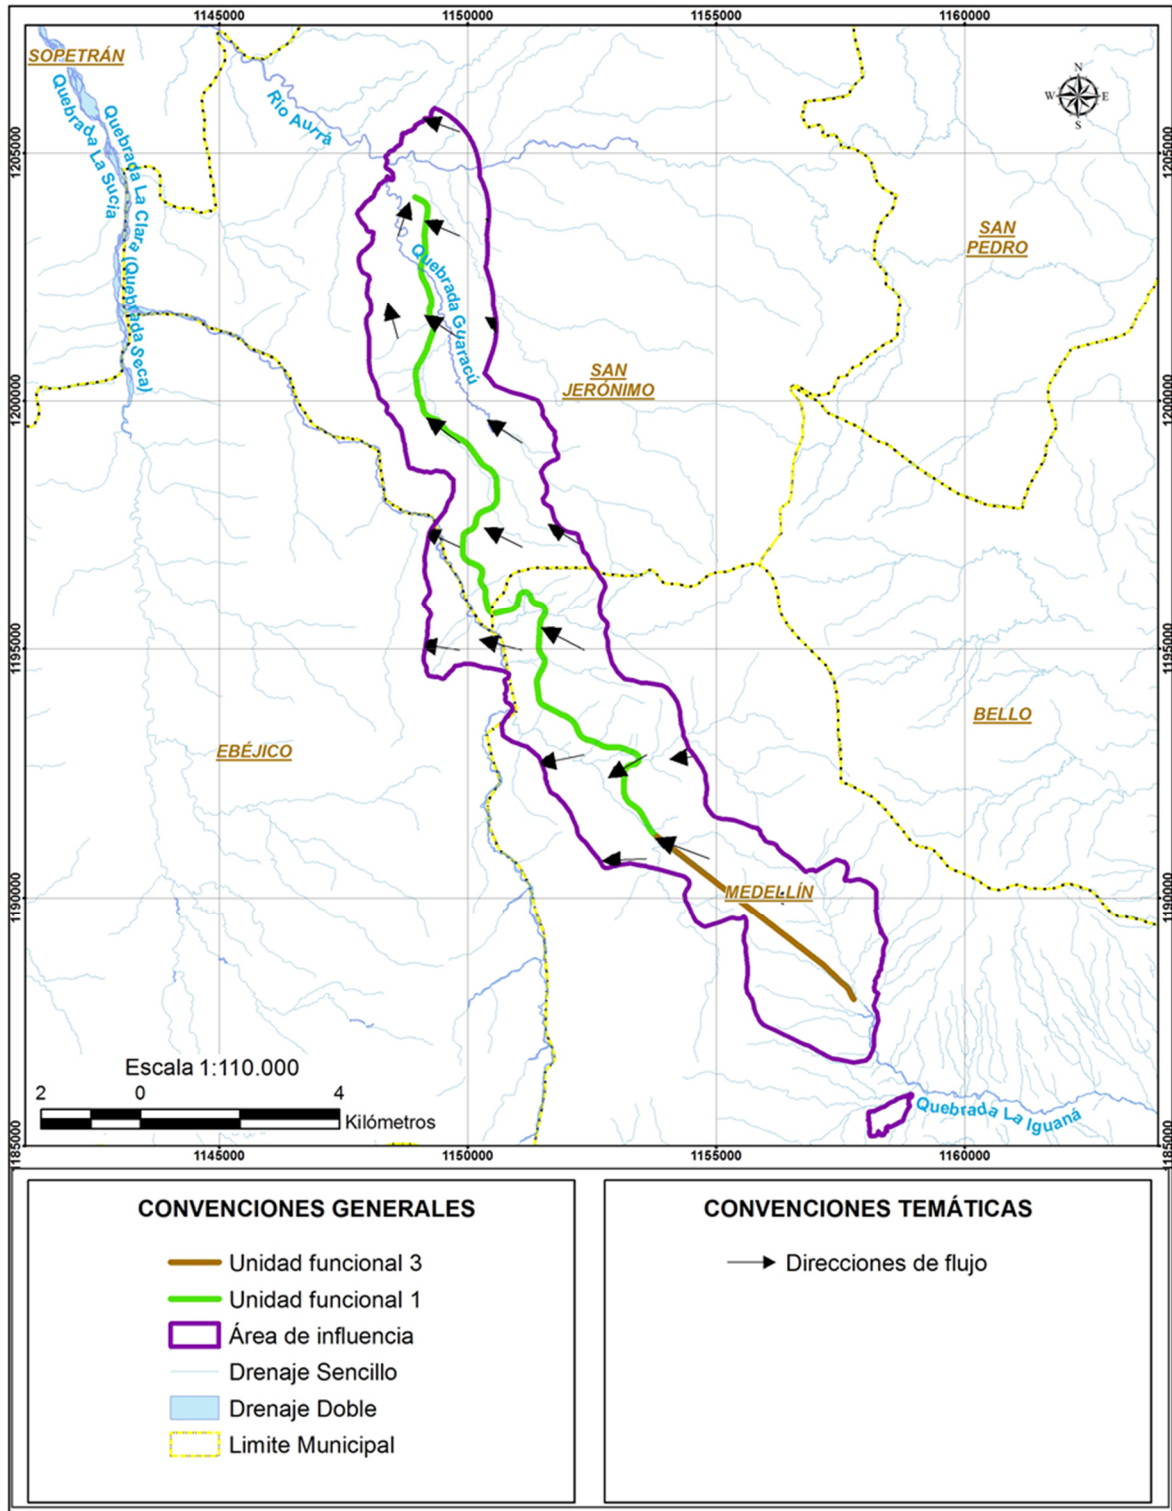 1145000
1150000
1155000
1160000
SOPETRÁN
Quebrada La Sucia
Quebrada La Clara (Quebrada Seca)
Río Aurrá
N
W
E
S
1205000
1205000
SAN
PEDRO
Quebrada Guaracú
SAN
JERÓNIMO
1200000
1200000
1195000
1195000
EBÉJICO
BELLO
MEDELLÍN
1190000
1190000
Escala 1:110.000
2
0
4
Kilómetros
Quebrada La Iguaná
1185000
1185000
1145000
1150000
1155000
1160000
CONVENCIONES GENERALES
Unidad funcional 3
Unidad funcional 1
Área de influencia
Drenaje Sencillo
Drenaje Doble
Limite Municipal
CONVENCIONES TEMÁTICAS
Direcciones de flujo